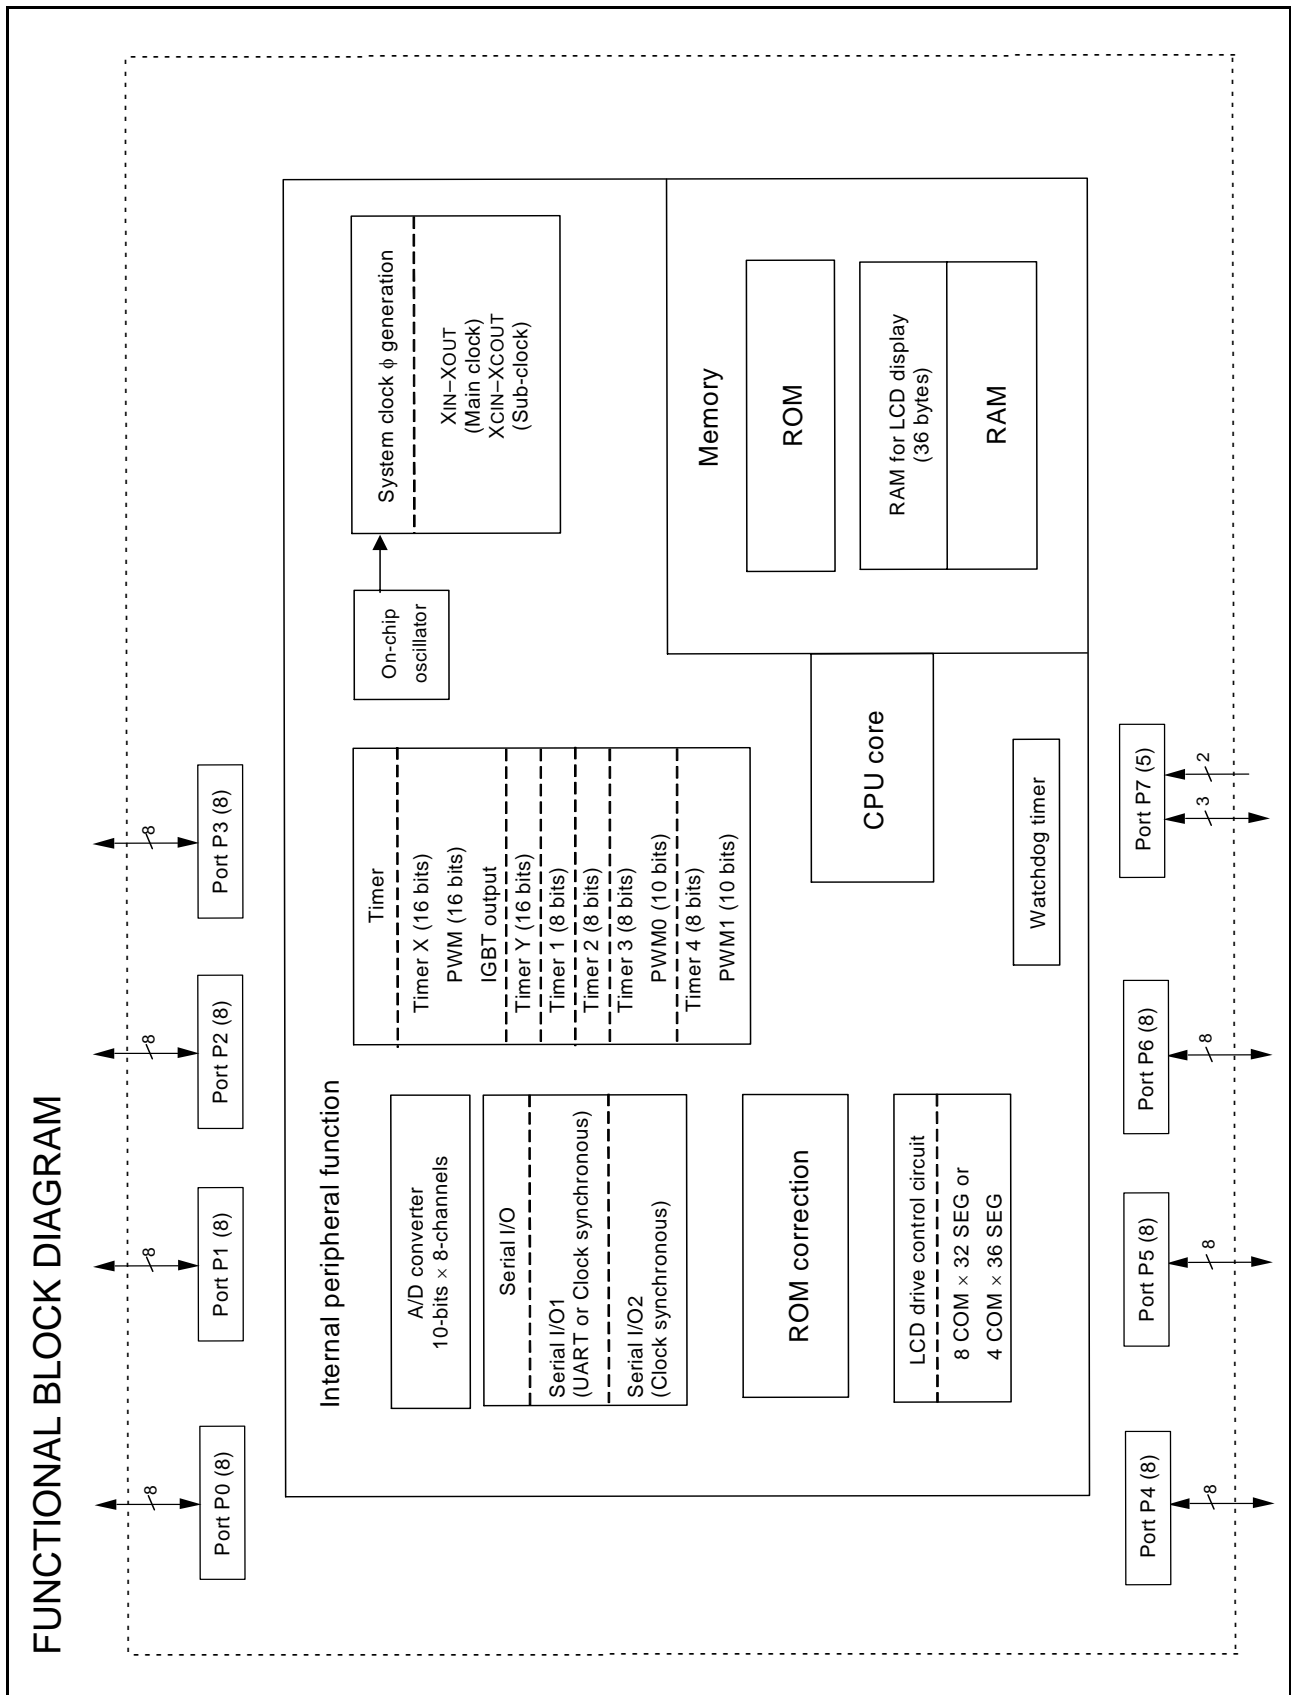 FUNCTIONAL BLOCK DIAGRAM
8
8
8
8
Port P0 (8)
Port P1 (8)
Port P2 (8)
Port P3 (8)
Internal peripheral function
A/D converter
10-bits × 8-channels
Serial I/O
Serial I/O1
(UART or Clock synchronous)
Serial I/O2
(Clock synchronous)
ROM correction
LCD drive control circuit
8 COM × 32 SEG or
4 COM × 36 SEG
Timer
Timer X (16 bits)
PWM (16 bits)
IGBT output
Timer Y (16 bits)
Timer 1 (8 bits)
Timer 2 (8 bits)
Timer 3 (8 bits)
PWM0 (10 bits)
Timer 4 (8 bits)
PWM1 (10 bits)
CPU core
Watchdog timer
On-chip
oscillator
System clock ϕ generation
XIN–XOUT
(Main clock)
XCIN–XCOUT
(Sub-clock)
Memory
ROM
RAM for LCD display
(36 bytes)
RAM
Port P4 (8)
Port P5 (8)
Port P6 (8)
Port P7 (5)
8
8
8
3
2